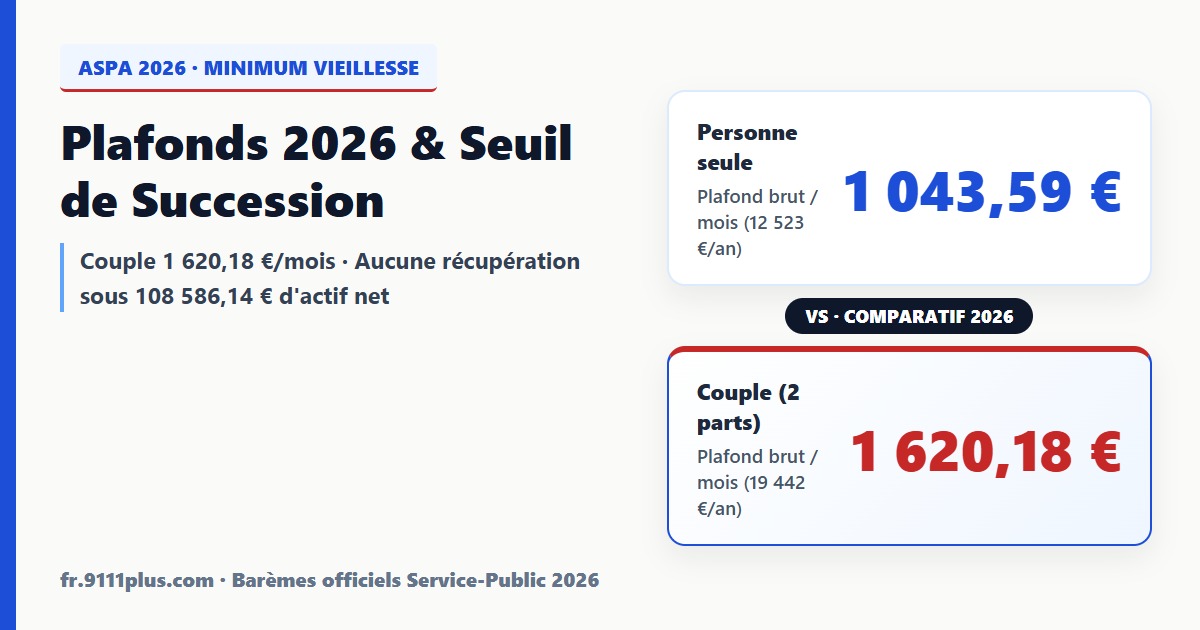 ASPA 2026 · MINIMUM VIEILLESSE
Plafonds 2026 & Seuil
de Succession
Couple 1 620,18 €/mois · Aucune récupération
sous 108 586,14 € d'actif net
Personne
seule
Plafond brut /
mois (12 523
€/an)
1 043,59 €
VS · COMPARATIF 2026
Couple (2
parts)
Plafond brut /
mois (19 442
€/an)
1 620,18 €
fr.9111plus.com · Barèmes officiels Service-Public 2026